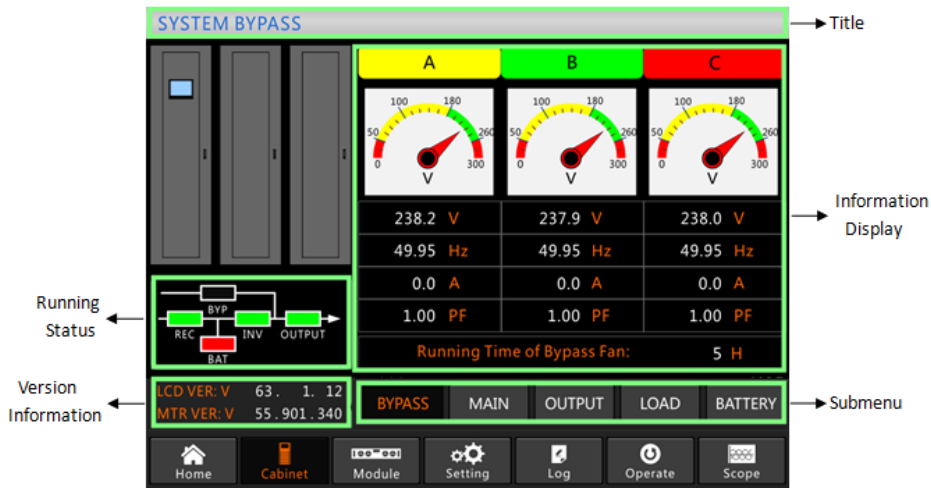 SYSTEM BYPASS
Title
A B C
50 100 180 260
0 300
V
50 100 180 260
0 300
V
50 100 180 260
0 300
V
Information
Display
238.2 V 237.9 V 238.0 V
49.95 Hz 49.95 Hz 49.95 Hz
0.0 A 0.0 A 0.0 A
1.00 PF 1.00 PF 1.00 PF
Running Time of Bypass Fan: 5 H
Running
Status
BYP
REC INV OUTPUT
BAT
Version
Information
LCD VER: V 63. 1. 12
MTR VER: V 55.901.340
BYPASS MAIN OUTPUT LOAD BATTERY
Submenu
Home Cabinet Module Setting Log Operate Scope